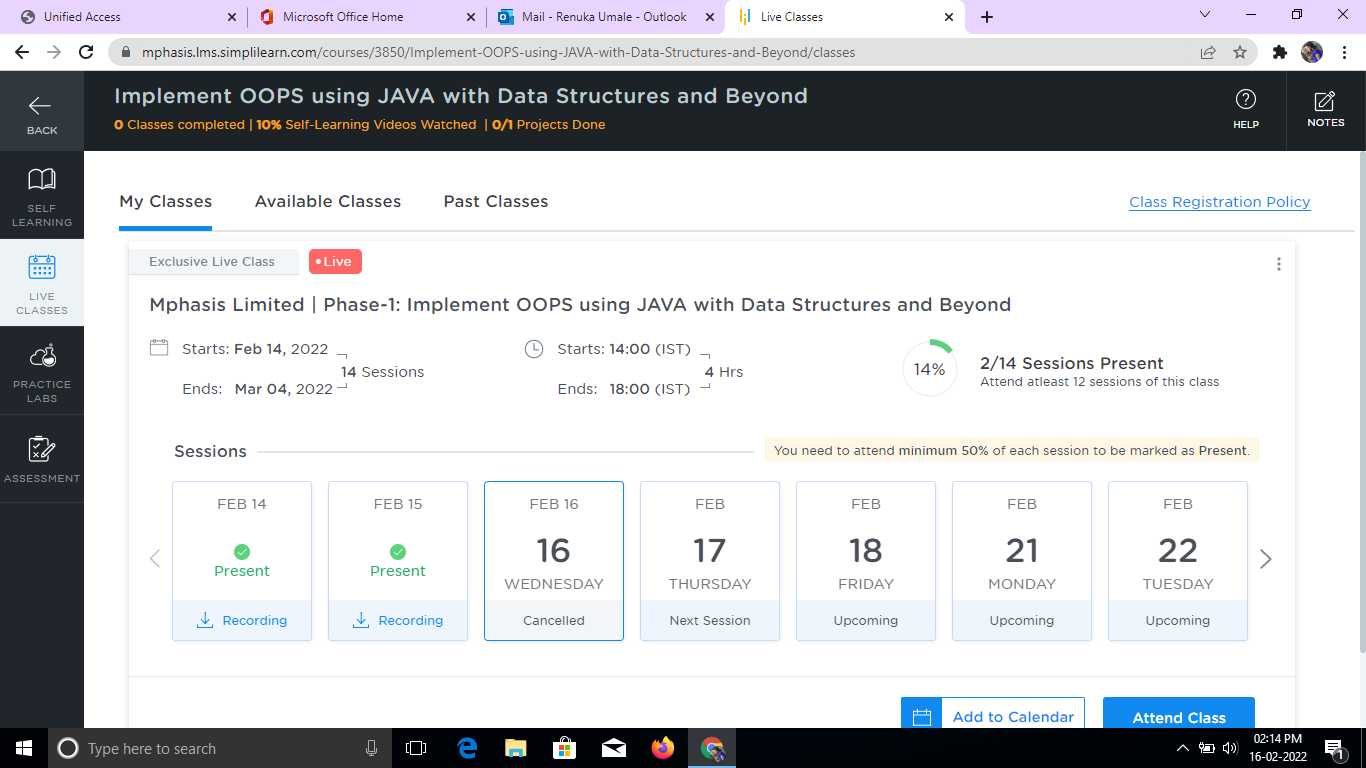 Unified Access
Microsoft Office Home
Mail - Renuka Umale - Outlook
Live Classes
mphasis.lms.simplilearn.com/courses/3850/Implement-OOPS-using-JAVA-with-Data-Structures-and-Beyond/classes
BACK
Implement OOPS using JAVA with Data Structures and Beyond
0 Classes completed | 10% Self-Learning Videos Watched | 0/1 Projects Done
HELP
NOTES
SELF
LEARNING
LIVE
CLASSES
PRACTICE
LABS
ASSESSMENT
My Classes
Available Classes
Past Classes
Class Registration Policy
Exclusive Live Class
Live
Mphasis Limited | Phase-1: Implement OOPS using JAVA with Data Structures and Beyond
Starts: Feb 14, 2022
14 Sessions
Ends: Mar 04, 2022
Starts: 14:00 (IST)
4 Hrs
Ends: 18:00 (IST)
14%
2/14 Sessions Present
Attend atleast 12 sessions of this class
Sessions
You need to attend minimum 50% of each session to be marked as Present.
FEB 14
Present
Recording
FEB 15
Present
Recording
FEB 16
16
WEDNESDAY
Cancelled
FEB
17
THURSDAY
Next Session
FEB
18
FRIDAY
Upcoming
FEB
21
MONDAY
Upcoming
FEB
22
TUESDAY
Upcoming
Add to Calendar
Attend Class
Type here to search
02:14 PM
16-02-2022
1